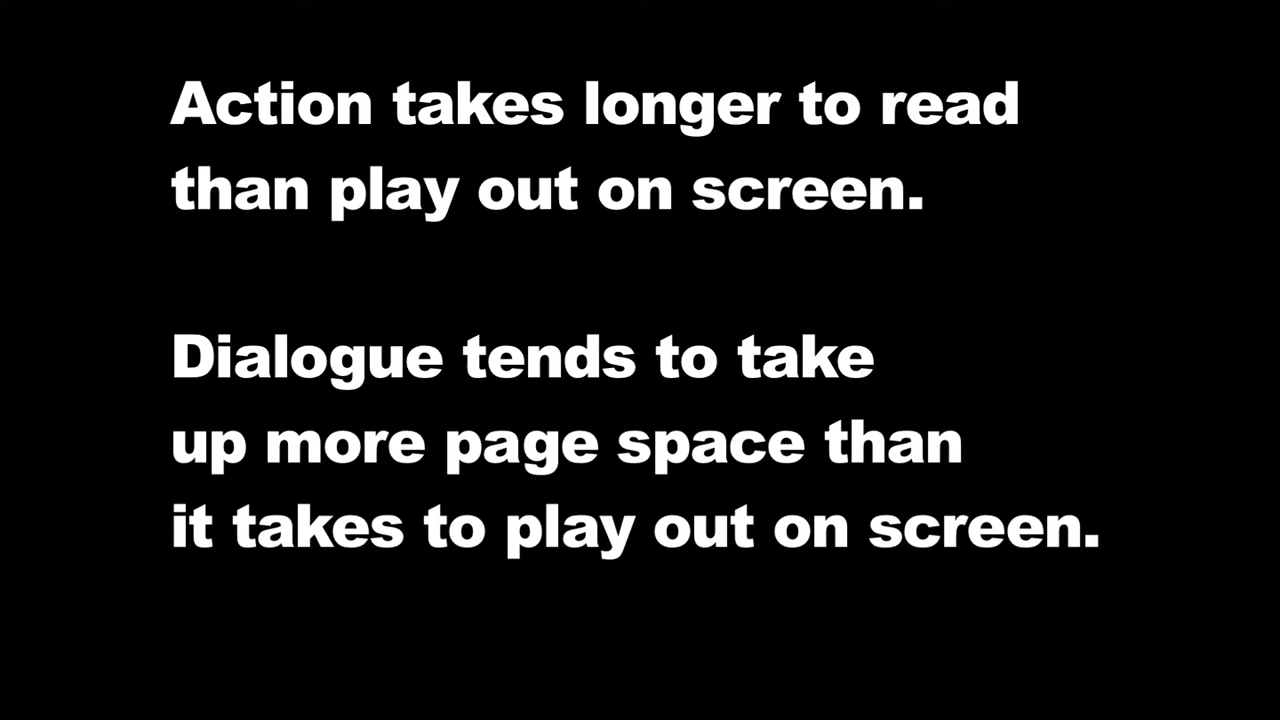 Action takes longer to read
than play out on screen.
Dialogue tends to take
up more page space than
it takes to play out on screen.